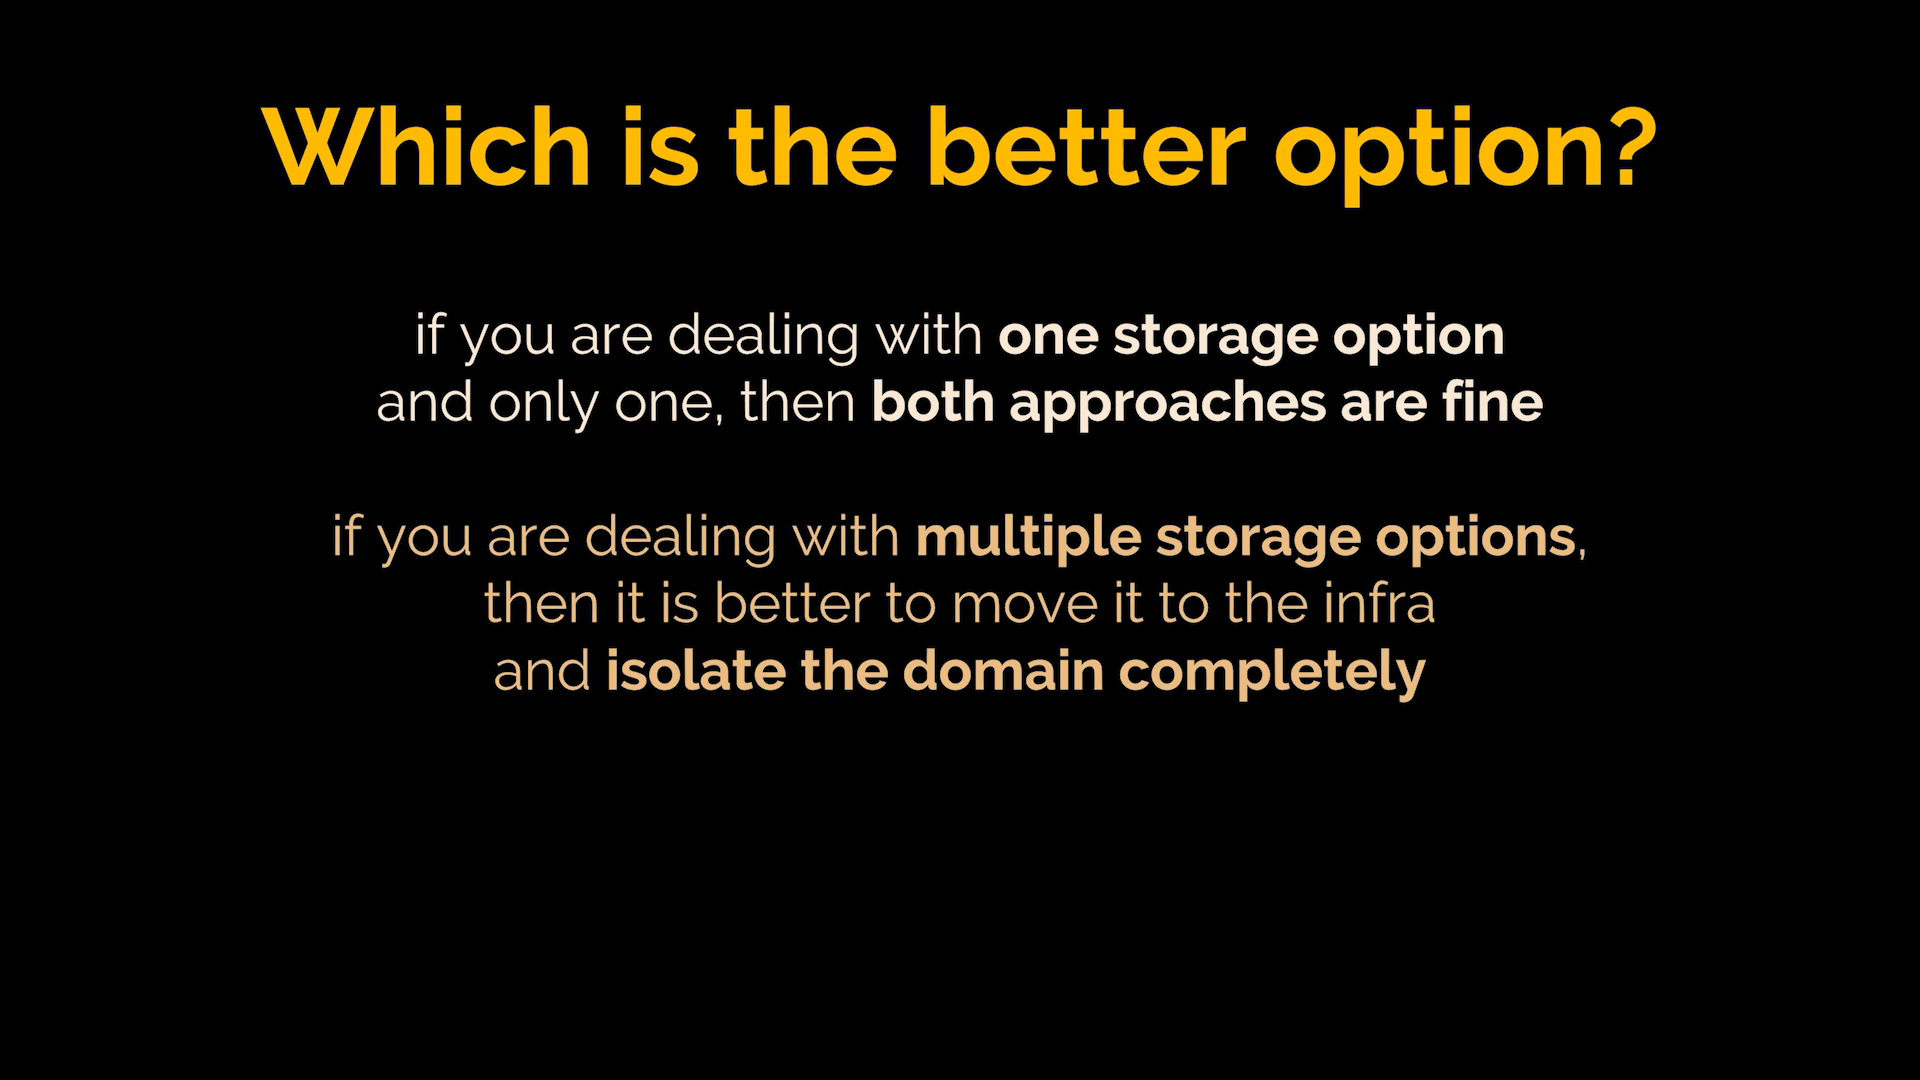 Which is the better option?
if you are dealing with one storage option
and only one, then both approaches are fine
if you are dealing with multiple storage options,
then it is better to move it to the infra
and isolate the domain completely